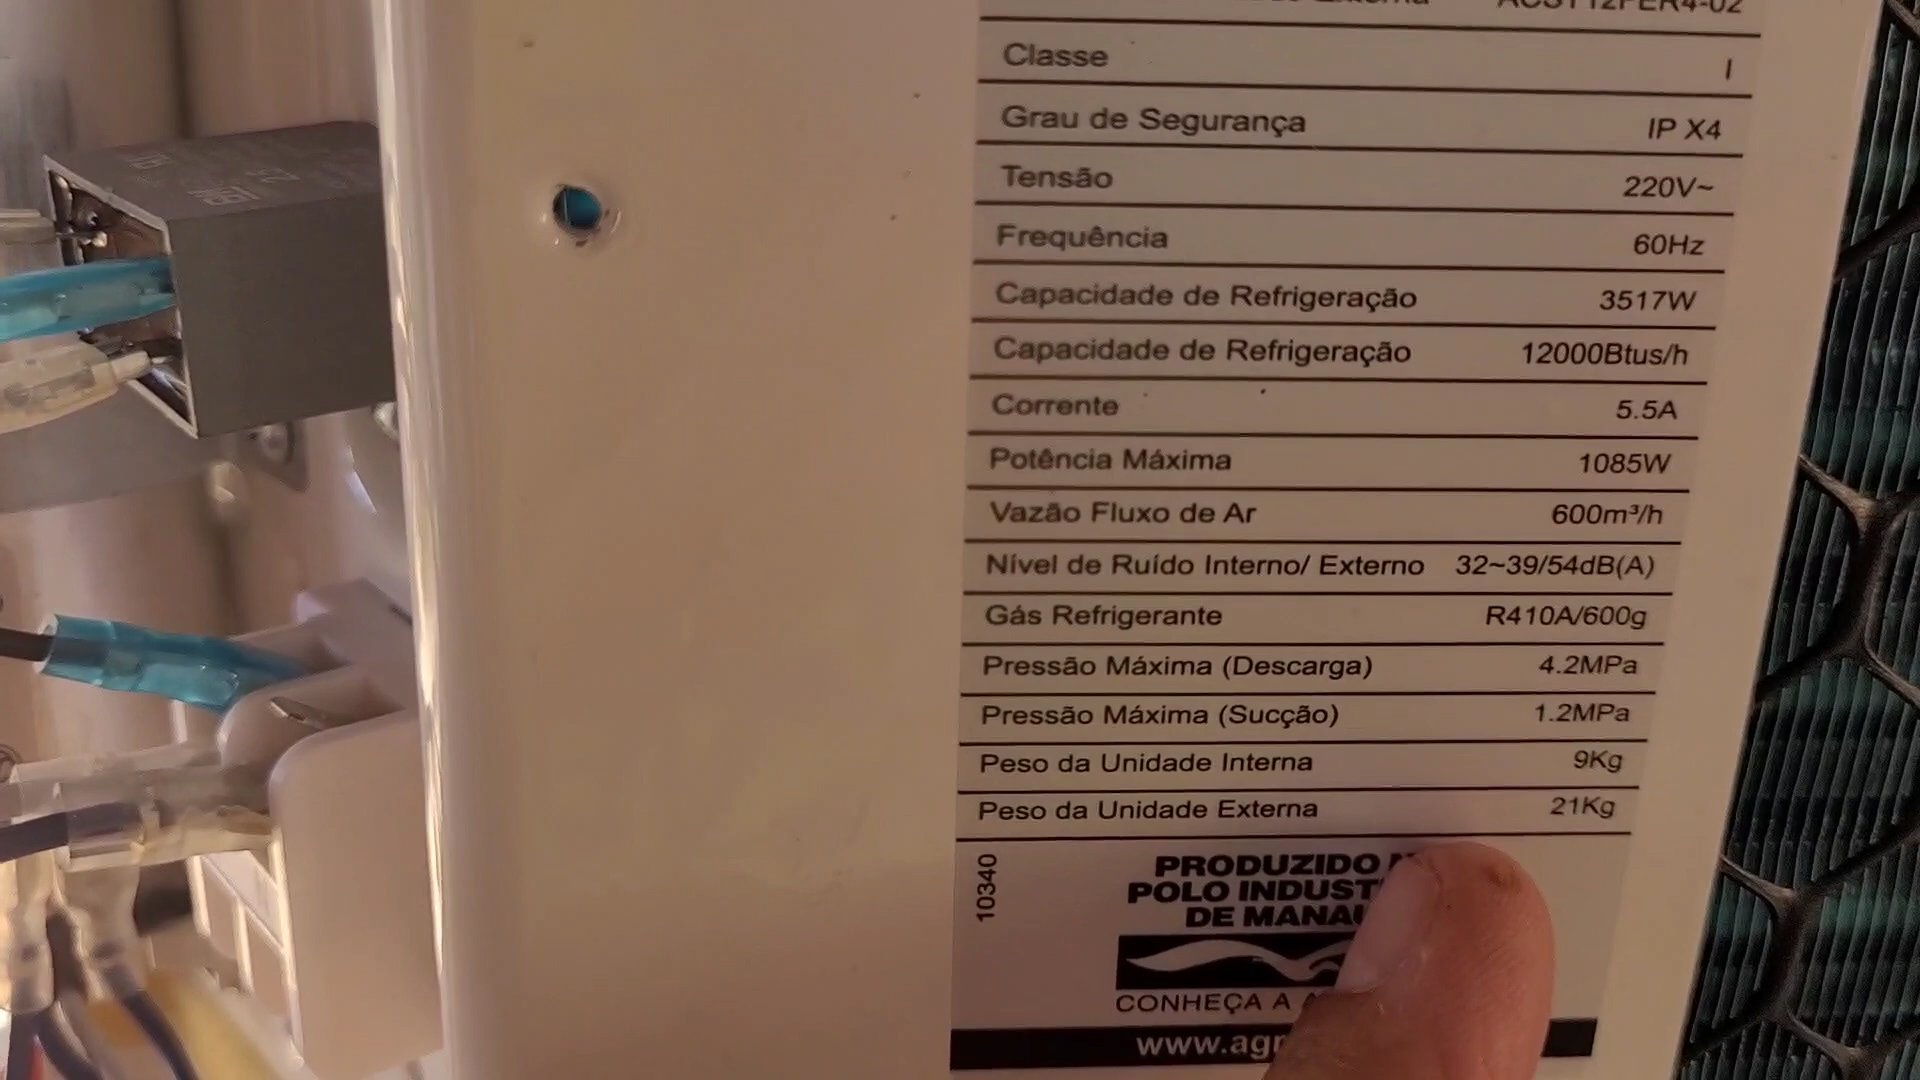 Classe I
Grau de Segurança IP X4
Tensão 220V~
Frequência 60Hz
Capacidade de Refrigeração 3517W
Capacidade de Refrigeração 12000Btus/h
Corrente 5.5A
Potência Máxima 1085W
Vazão Fluxo de Ar 600m³/h
Nível de Ruído Interno/ Externo 32~39/54dB(A)
Gás Refrigerante R410A/600g
Pressão Máxima (Descarga) 4.2MPa
Pressão Máxima (Sucção) 1.2MPa
Peso da Unidade Interna 9Kg
Peso da Unidade Externa 21Kg
10340
PRODUZIDO
POLO INDUST
DE MANAU
CONHEÇA A A
www.agr